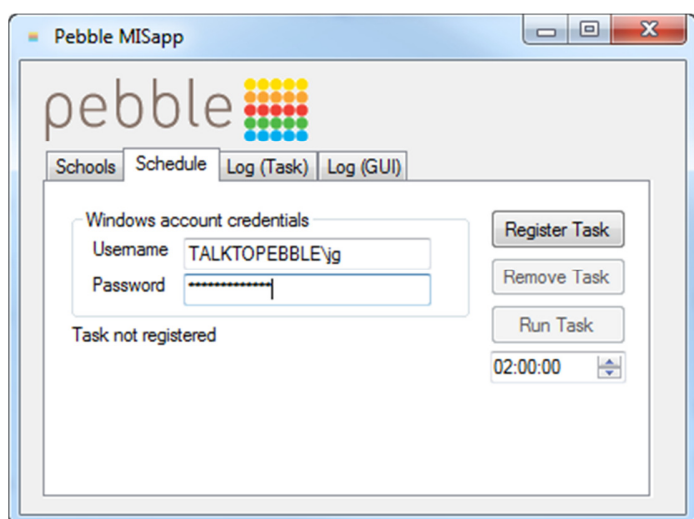 Pebble MISapp
pebble
Schools Schedule Log (Task) Log (GUI)
Windows account credentials
Username TALKTOPEBBLE\jg
Password *************
Task not registered
Register Task
Remove Task
Run Task
02:00:00